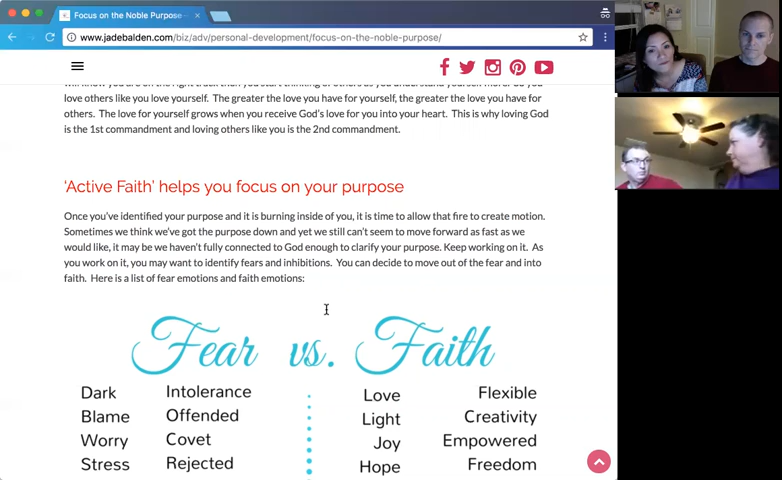 Focus on the Noble Purpose
www.jadebalden.com/biz/adv/personal-development/focus-on-the-noble-purpose/
love others like you love yourself. The greater the love you have for yourself, the greater the love you have for
others. The love for yourself grows when you receive God's love for you into your heart. This is why loving God
is the 1st commandment and loving others like you is the 2nd commandment.
'Active Faith' helps you focus on your purpose
Once you've identified your purpose and it is burning inside of you, it is time to allow that fire to create motion.
Sometimes we think we've got the purpose down and yet we still can't seem to move forward as fast as we
would like, it may be we haven't fully connected to God enough to clarify your purpose. Keep working on it. As
you work on it, you may want to identify fears and inhibitions. You can decide to move out of the fear and into
faith. Here is a list of fear emotions and faith emotions:
Fear vs. Faith
Dark Intolerance Love Flexible
Blame Offended Light Creativity
Worry Covet Joy Empowered
Stress Rejected Hope Freedom